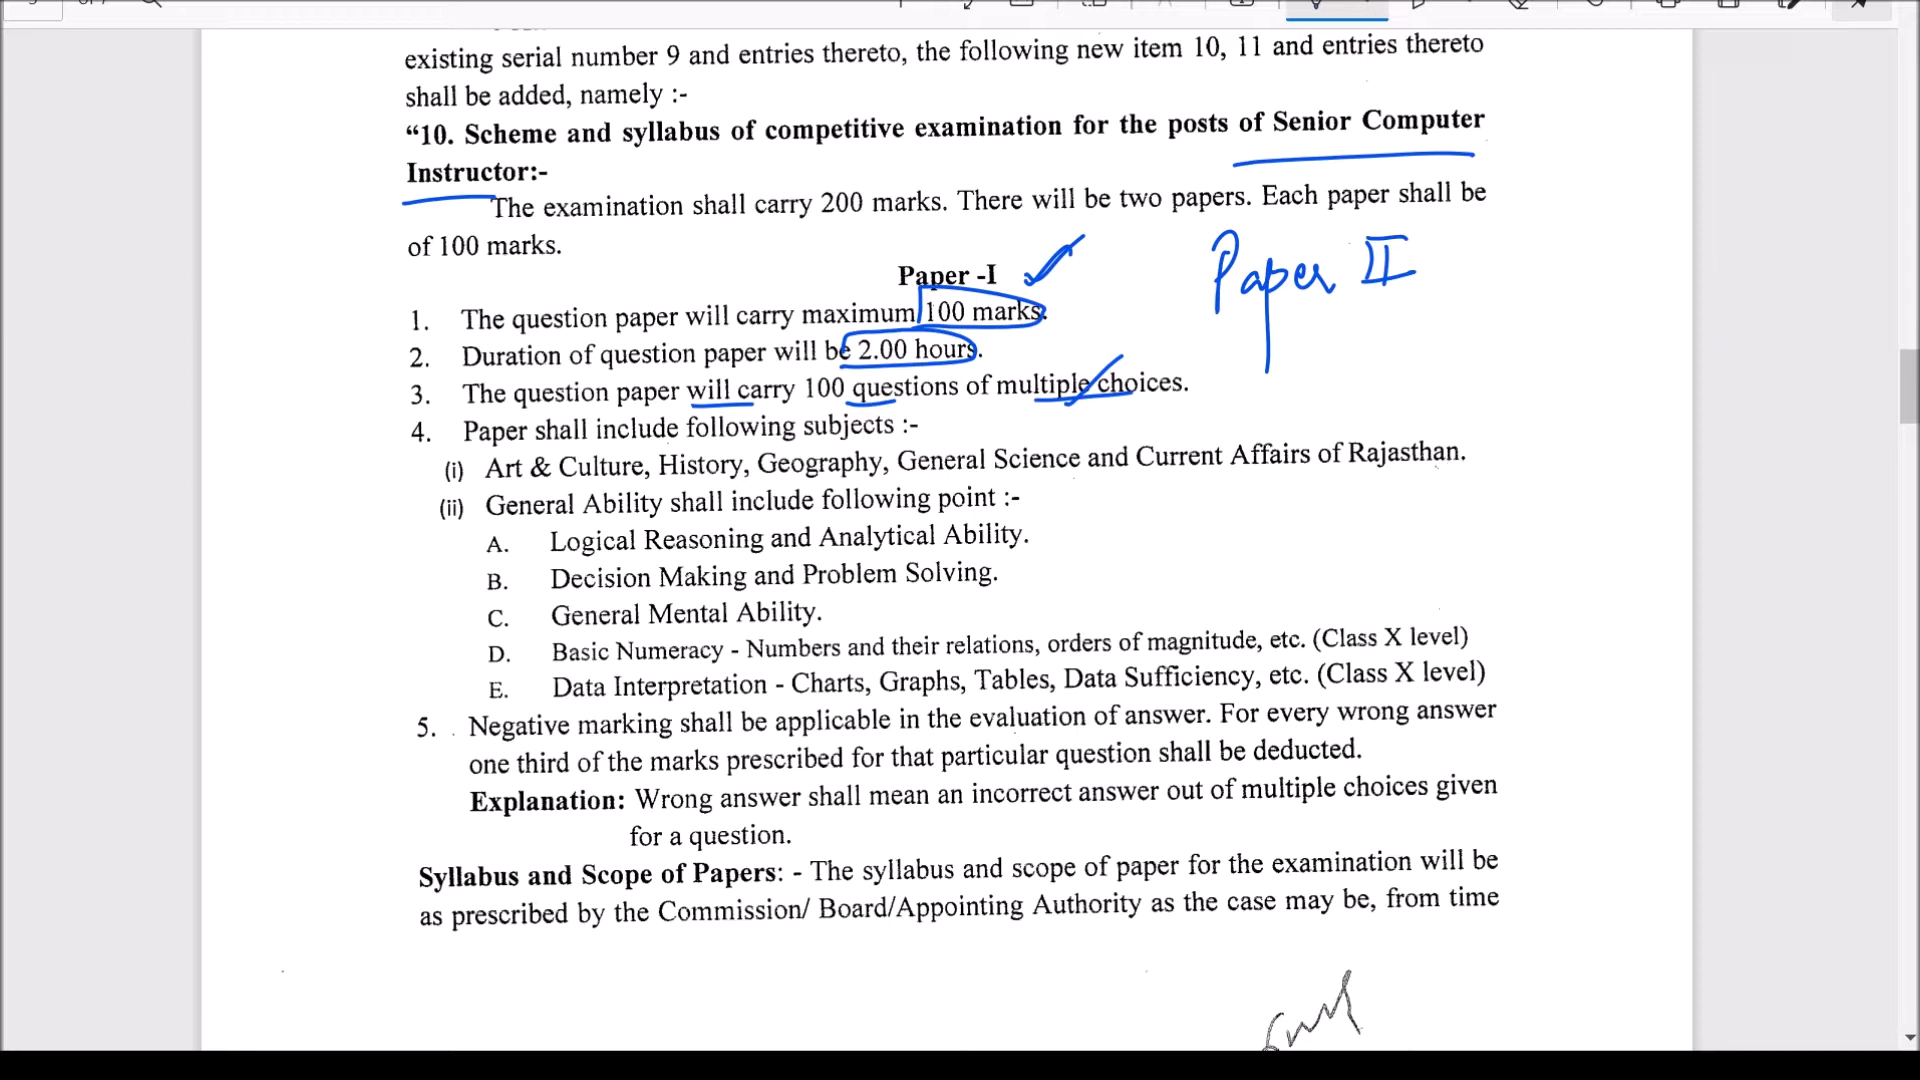 existing serial number 9 and entries thereto, the following new item 10, 11 and entries thereto
shall be added, namely :-
“10. Scheme and syllabus of competitive examination for the posts of Senior Computer
Instructor:-
The examination shall carry 200 marks. There will be two papers. Each paper shall be
of 100 marks.
Paper -I
Paper II
1. The question paper will carry maximum 100 marks.
2. Duration of question paper will be 2.00 hours.
3. The question paper will carry 100 questions of multiple choices.
4. Paper shall include following subjects :-
(i) Art & Culture, History, Geography, General Science and Current Affairs of Rajasthan.
(ii) General Ability shall include following point :-
A. Logical Reasoning and Analytical Ability.
B. Decision Making and Problem Solving.
C. General Mental Ability.
D. Basic Numeracy - Numbers and their relations, orders of magnitude, etc. (Class X level)
E. Data Interpretation - Charts, Graphs, Tables, Data Sufficiency, etc. (Class X level)
5. Negative marking shall be applicable in the evaluation of answer. For every wrong answer
one third of the marks prescribed for that particular question shall be deducted.
Explanation: Wrong answer shall mean an incorrect answer out of multiple choices given
for a question.
Syllabus and Scope of Papers: - The syllabus and scope of paper for the examination will be
as prescribed by the Commission/ Board/Appointing Authority as the case may be, from time